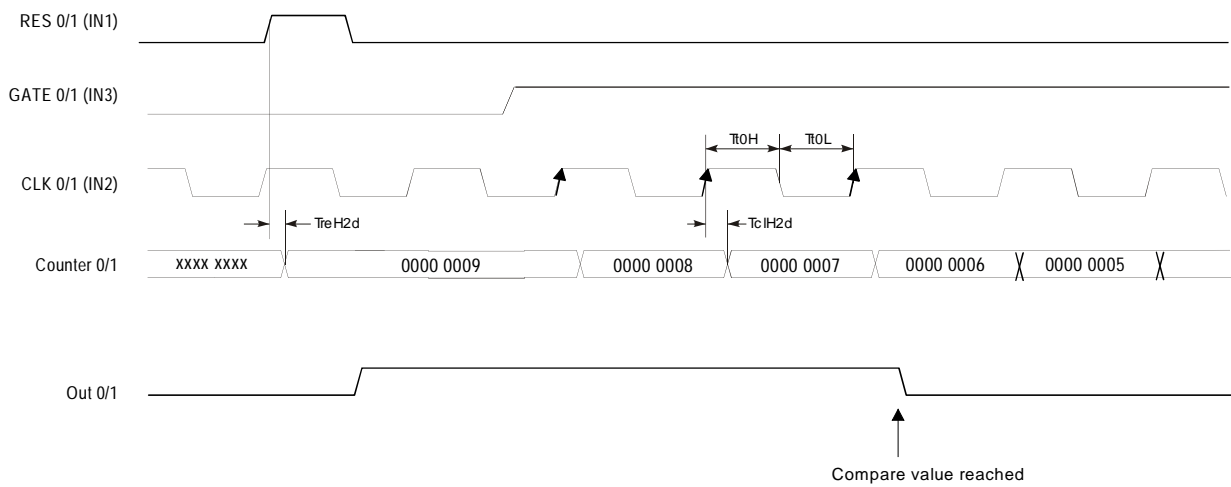 RES 0/1 (IN1)
GATE 0/1 (IN3)
Tt0H
Tt0L
CLK 0/1 (IN2)
TreH2d
TclH2d
Counter 0/1
XXXX XXXX
0000 0009
0000 0008
0000 0007
0000 0006
0000 0005
Out 0/1
Compare value reached